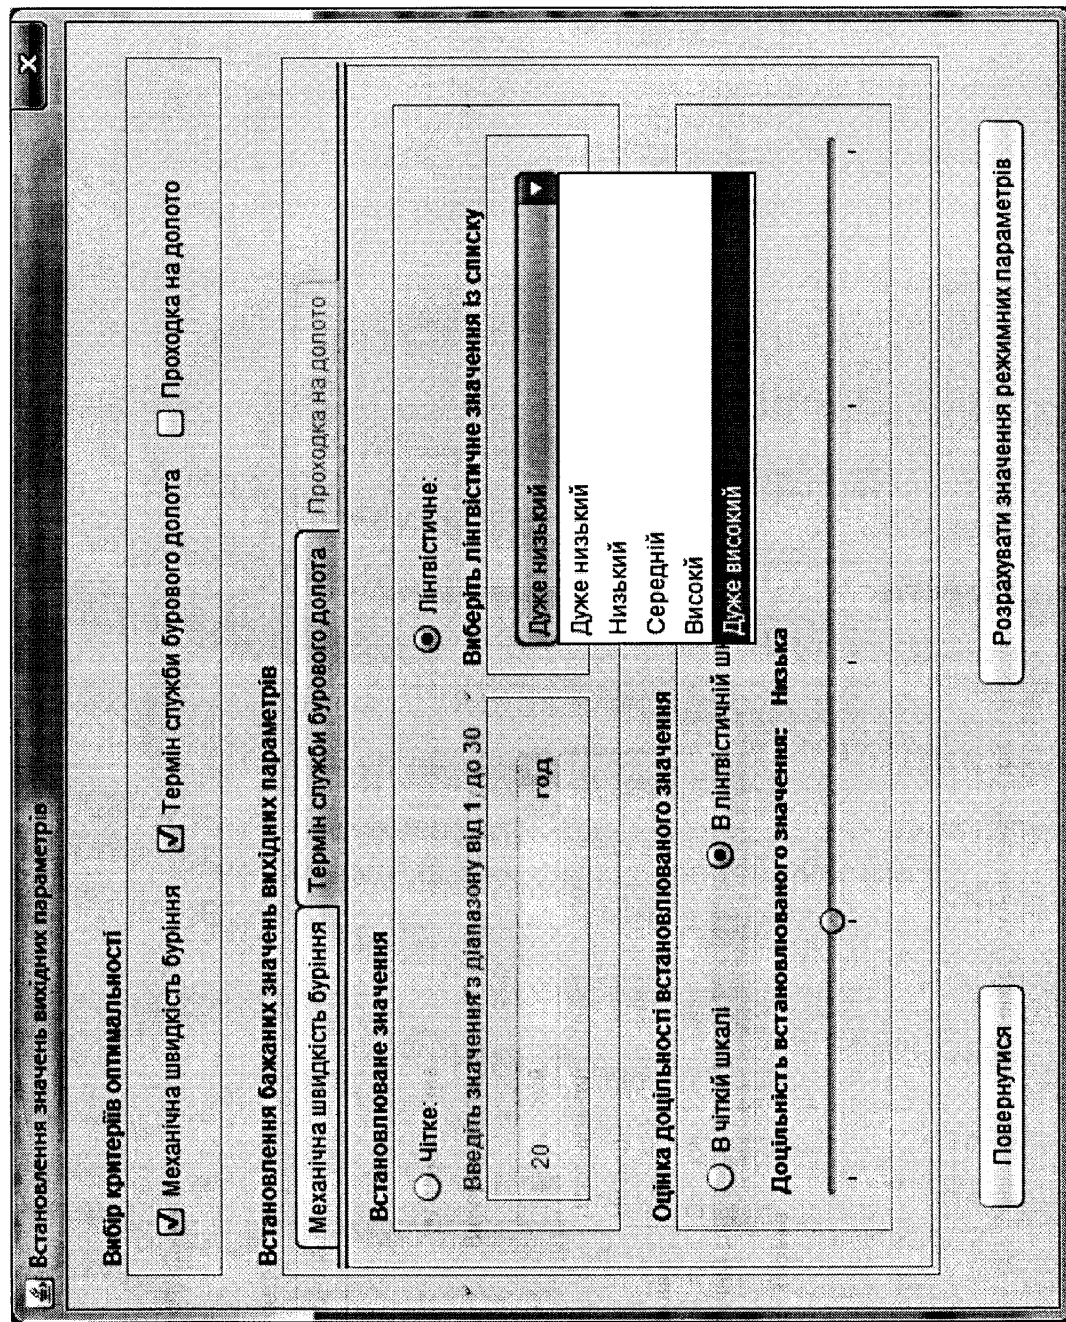 Встановлення значень вихідних параметрів
Вибір критеріїв оптимальності
Механічна швидкість буріння
Термін служби бурового долота
Проходка на долото
Встановлення бажаних значень вихідних параметрів
Механічна швидкість буріння
Термін служби бурового долота
Проходка на долото
Встановлюване значення
Чітке:
Лінгвістичне:
Введіть значення з діапазону від 1 до 30
Виберіть лінгвістичне значення із списку
20
год
Дуже низький
Дуже низький
Низький
Середній
Високй
Дуже високий
Оцінка доцільності встановлюваного значення
В чіткій шкалі
В лінгвістичній шк
Доцільність встановлюваного значення: Низька
Повернутися
Розрахувати значення режимних параметрів